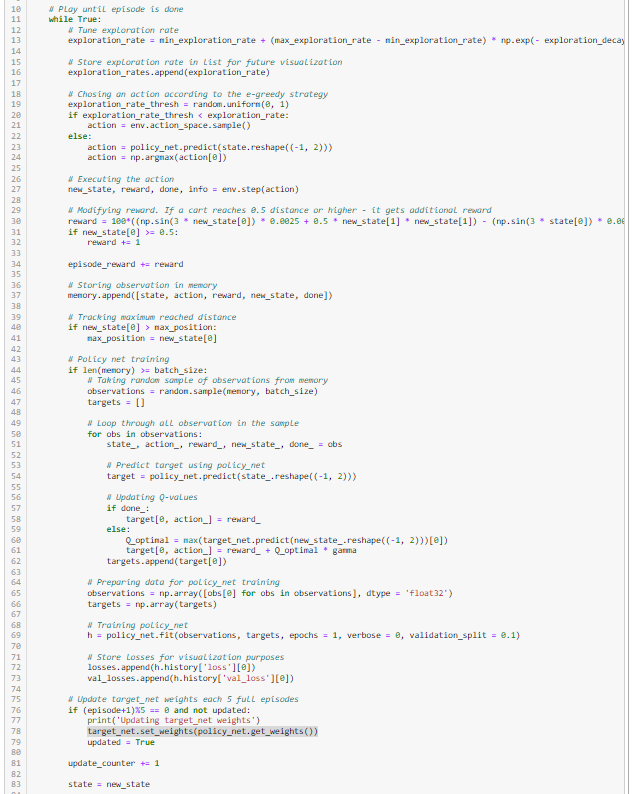 10 # Play until episode is done
11 while True:
12 # Tune exploration rate
13 exploration_rate = min_exploration_rate + (max_exploration_rate - min_exploration_rate) * np.exp(- exploration_decay
14
15 # Store exploration rate in list for future visualization
16 exploration_rates.append(exploration_rate)
17
18 # Chosing an action according to the e-greedy strategy
19 exploration_rate_thresh = random.uniform(0, 1)
20 if exploration_rate_thresh < exploration_rate:
21 action = env.action_space.sample()
22 else:
23 action = policy_net.predict(state.reshape((-1, 2)))
24 action = np.argmax(action[0])
25
26 # Executing the action
27 new_state, reward, done, info = env.step(action)
28
29 # Modifying reward. If a cart reaches 0.5 distance or higher - it gets additional reward
30 reward = 100*((np.sin(3 * new_state[0]) * 0.0025 + 0.5 * new_state[1] * new_state[1]) - (np.sin(3 * state[0]) * 0.00
31 if new_state[0] >= 0.5:
32 reward += 1
33
34 episode_reward += reward
35
36 # Storing observation in memory
37 memory.append([state, action, reward, new_state, done])
38
39 # Tracking maximum reached distance
40 if new_state[0] > max_position:
41 max_position = new_state[0]
42
43 # Policy net training
44 if len(memory) >= batch_size:
45 # Taking random sample of observations from memory
46 observations = random.sample(memory, batch_size)
47 targets = []
48
49 # Loop through all observation in the sample
50 for obs in observations:
51 state_, action_, reward_, new_state_, done_ = obs
52
53 # Predict target using policy_net
54 target = policy_net.predict(state_.reshape((-1, 2)))
55
56 # Updating Q-values
57 if done_:
58 target[0, action_] = reward_
59 else:
60 Q_optimal = max(target_net.predict(new_state_.reshape((-1, 2)))[0])
61 target[0, action_] = reward_ + Q_optimal * gamma
62 targets.append(target[0])
63
64 # Preparing data for policy_net training
65 observations = np.array([obs[0] for obs in observations], dtype = 'float32')
66 targets = np.array(targets)
67
68 # Training policy_net
69 h = policy_net.fit(observations, targets, epochs = 1, verbose = 0, validation_split = 0.1)
70
71 # Store losses for visualization purposes
72 losses.append(h.history['loss'][0])
73 val_losses.append(h.history['val_loss'][0])
74
75 # Update target_net weights each 5 full episodes
76 if (episode+1)%5 == 0 and not updated:
77 print('Updating target_net weights')
78 target_net.set_weights(policy_net.get_weights())
79 updated = True
80
81 update_counter += 1
82
83 state = new_state